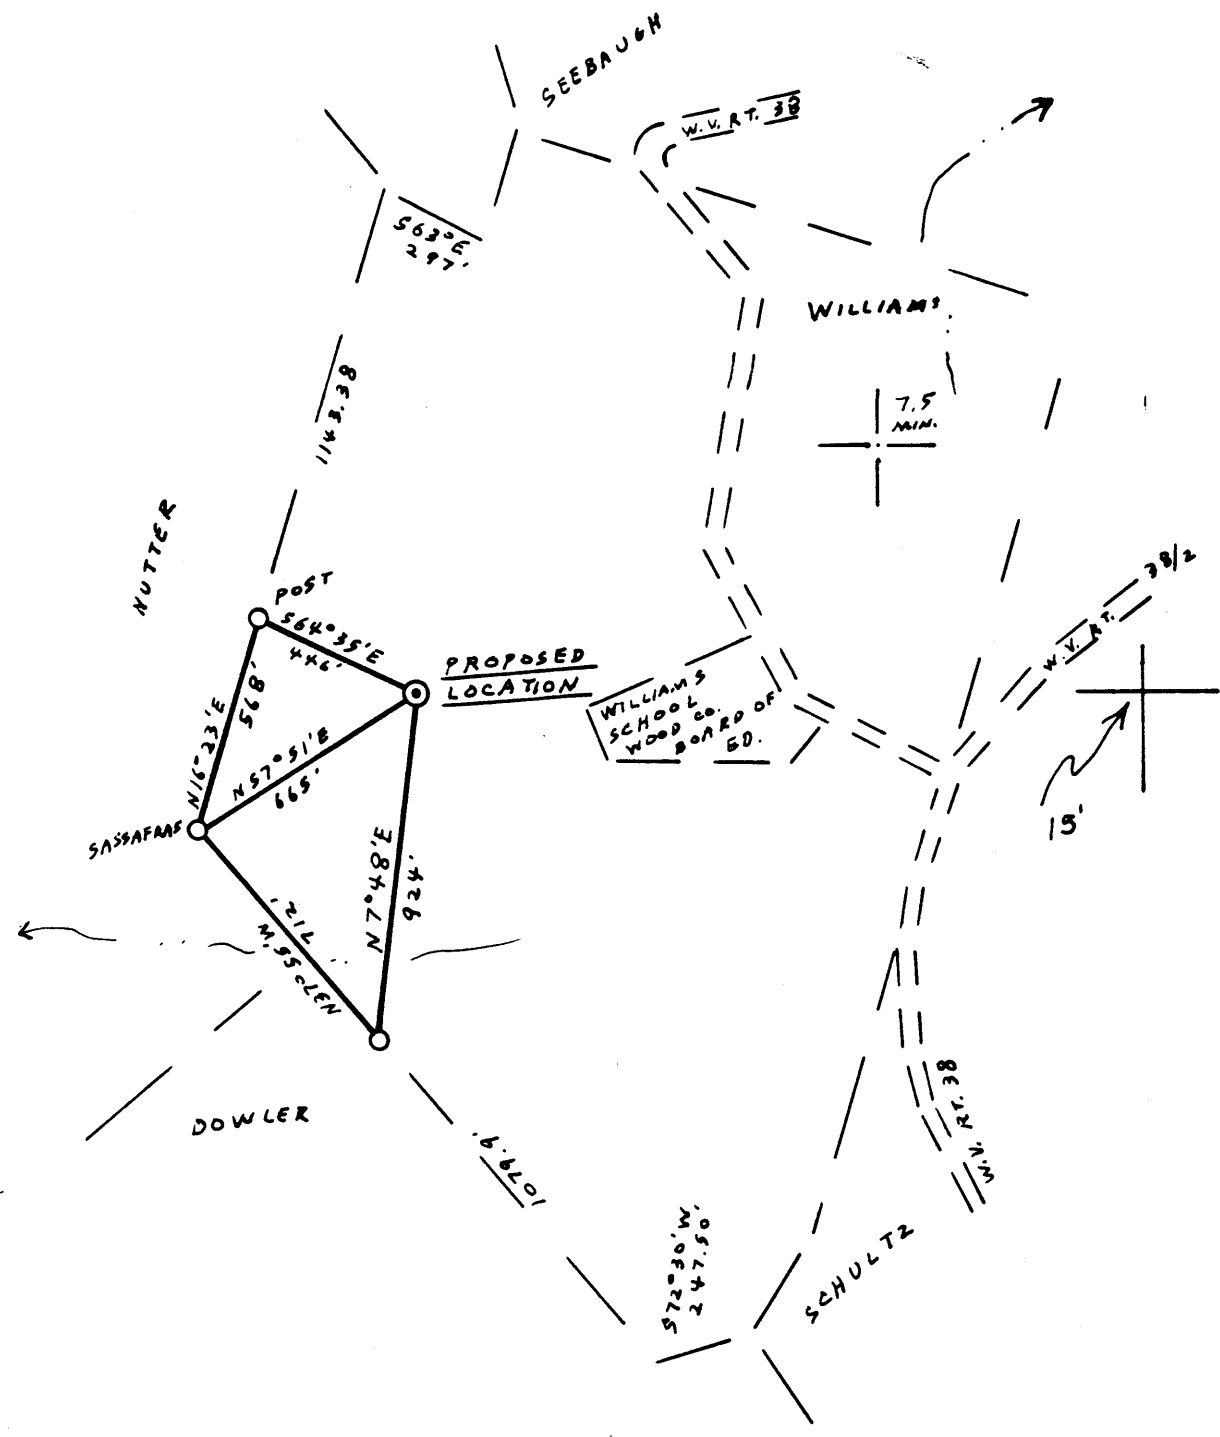 SEEBAUGH
W.V. RT. 38
S63°E
297'
WILLIAMS
7.5
MIN.
1143.38
NUTTER
POST
S64°35'E
446'
PROPOSED
LOCATION
WILLIAMS
SCHOOL
WOOD CO.
BOARD OF
ED.
W.V. RT. 38/2
15'
N16°23'E
568'
N57°51'E
665'
SASSAFRAS
N7°48'E
924'
712'
N37°55'W
DOWLER
W.V. RT. 38
1079.9'
S72°30'W
247.50'
SCHULTZ